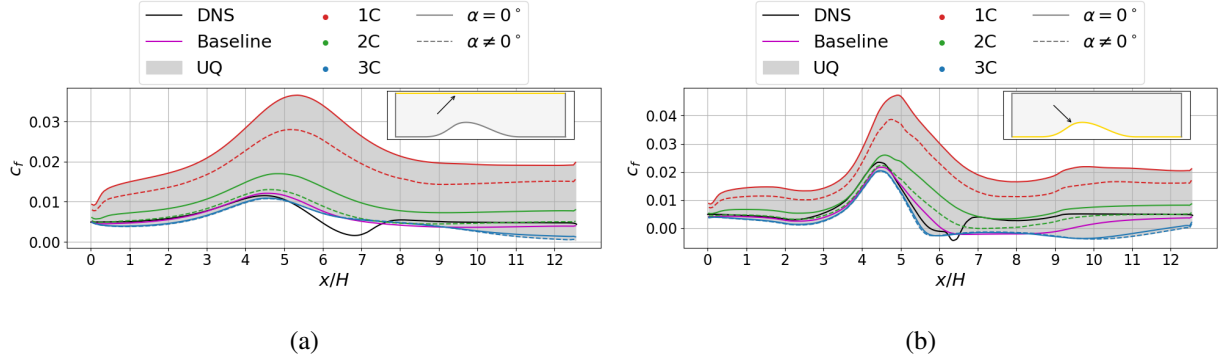 DNS 1C α = 0°
Baseline 2C α ≠ 0°
UQ 3C
0.03
0.02
0.01
0.00
c_f
0 1 2 3 4 5 6 7 8 9 10 11 12
x/H
(a)
DNS 1C α = 0°
Baseline 2C α ≠ 0°
UQ 3C
0.04
0.03
0.02
0.01
0.00
c_f
0 1 2 3 4 5 6 7 8 9 10 11 12
x/H
(b)